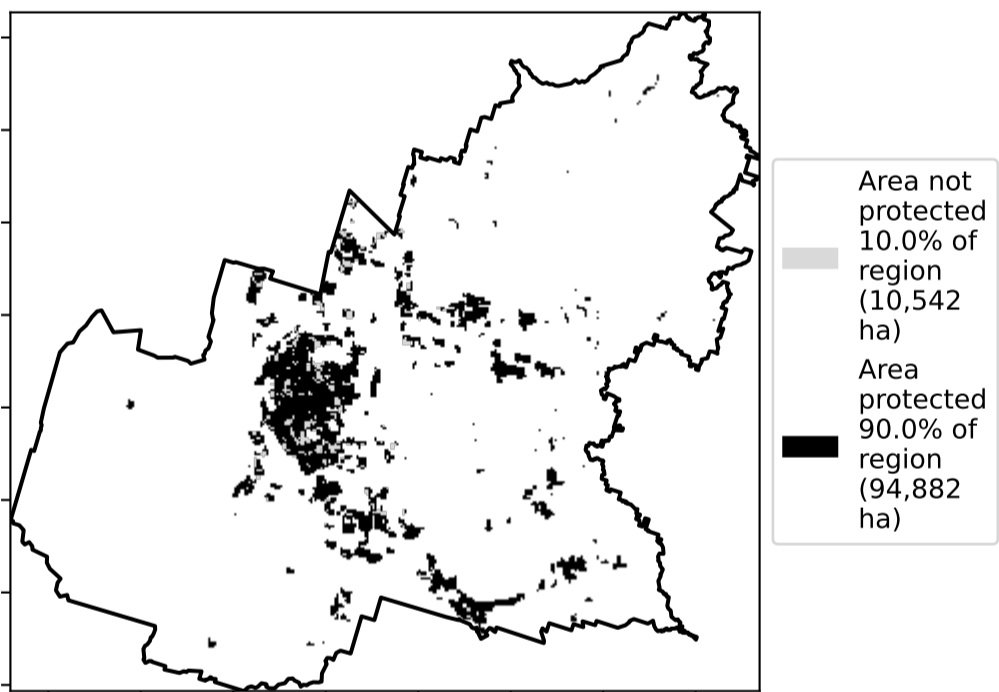 Area not
protected
10.0% of
region
(10,542
ha)
Area
protected
90.0% of
region
(94,882
ha)